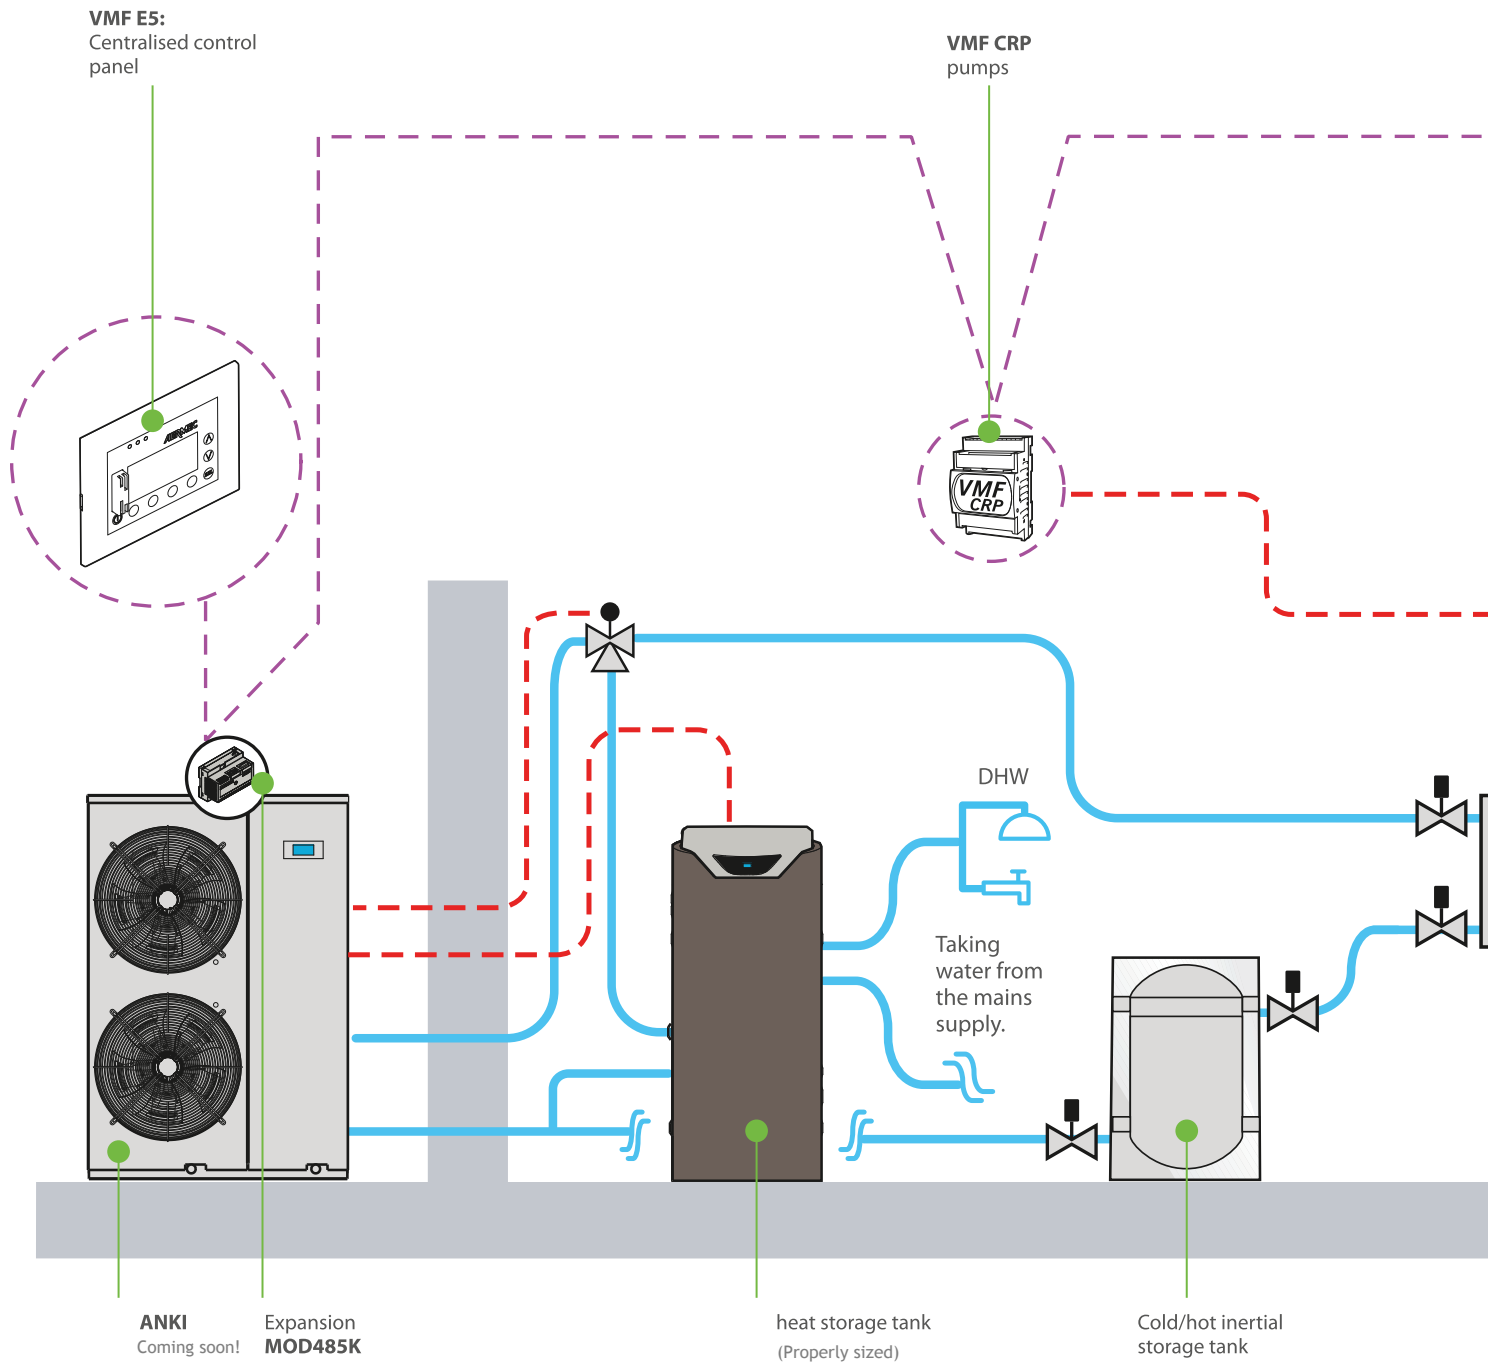 VMF E5:
Centralised control
panel
VMF CRP
pumps
AERMEC
VMF
CRP
DHW
Taking
water from
the mains
supply.
ANKI
Coming soon!
Expansion
MOD485K
heat storage tank
(Properly sized)
Cold/hot inertial
storage tank